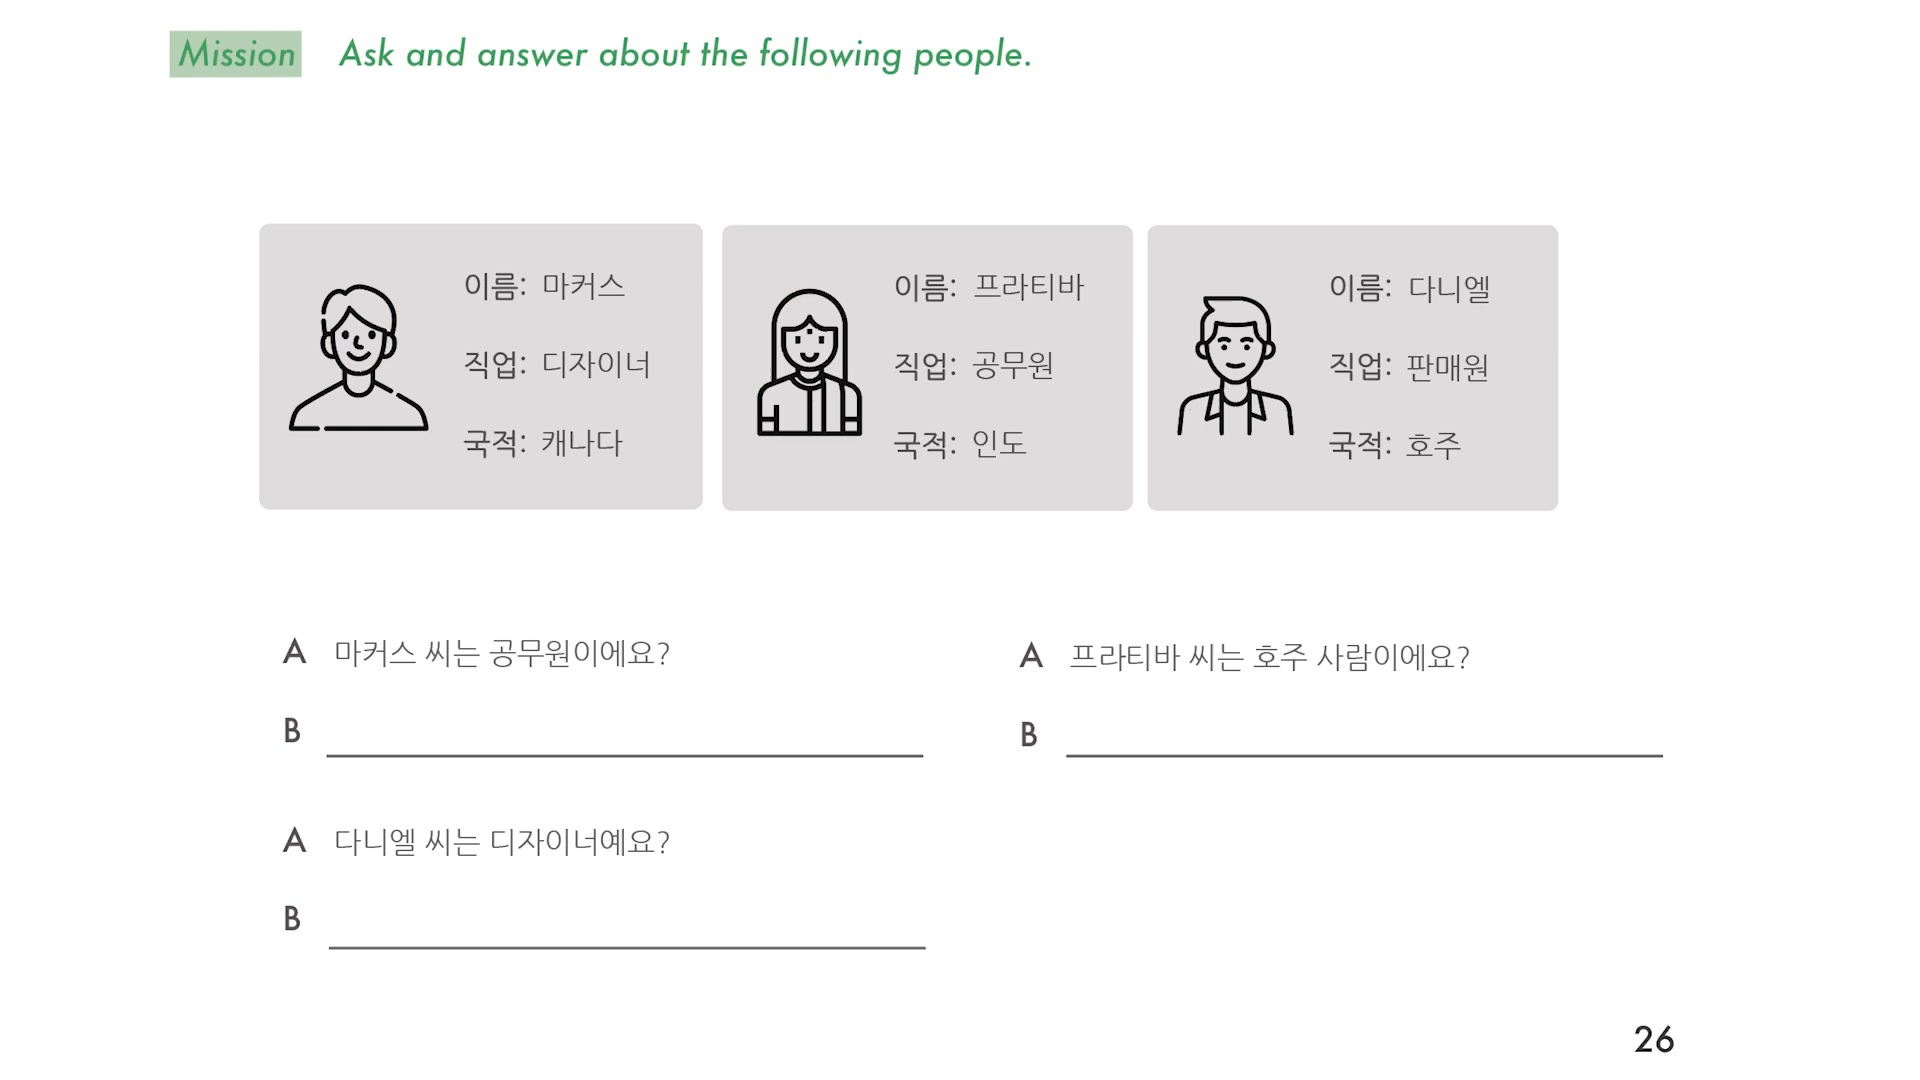 Mission Ask and answer about the following people.
이름: 마커스
직업: 디자이너
국적: 캐나다
이름: 프라티바
직업: 공무원
국적: 인도
이름: 다니엘
직업: 판매원
국적: 호주
A 마커스 씨는 공무원이에요?
B
A 프라티바 씨는 호주 사람이에요?
B
A 다니엘 씨는 디자이너예요?
B
26